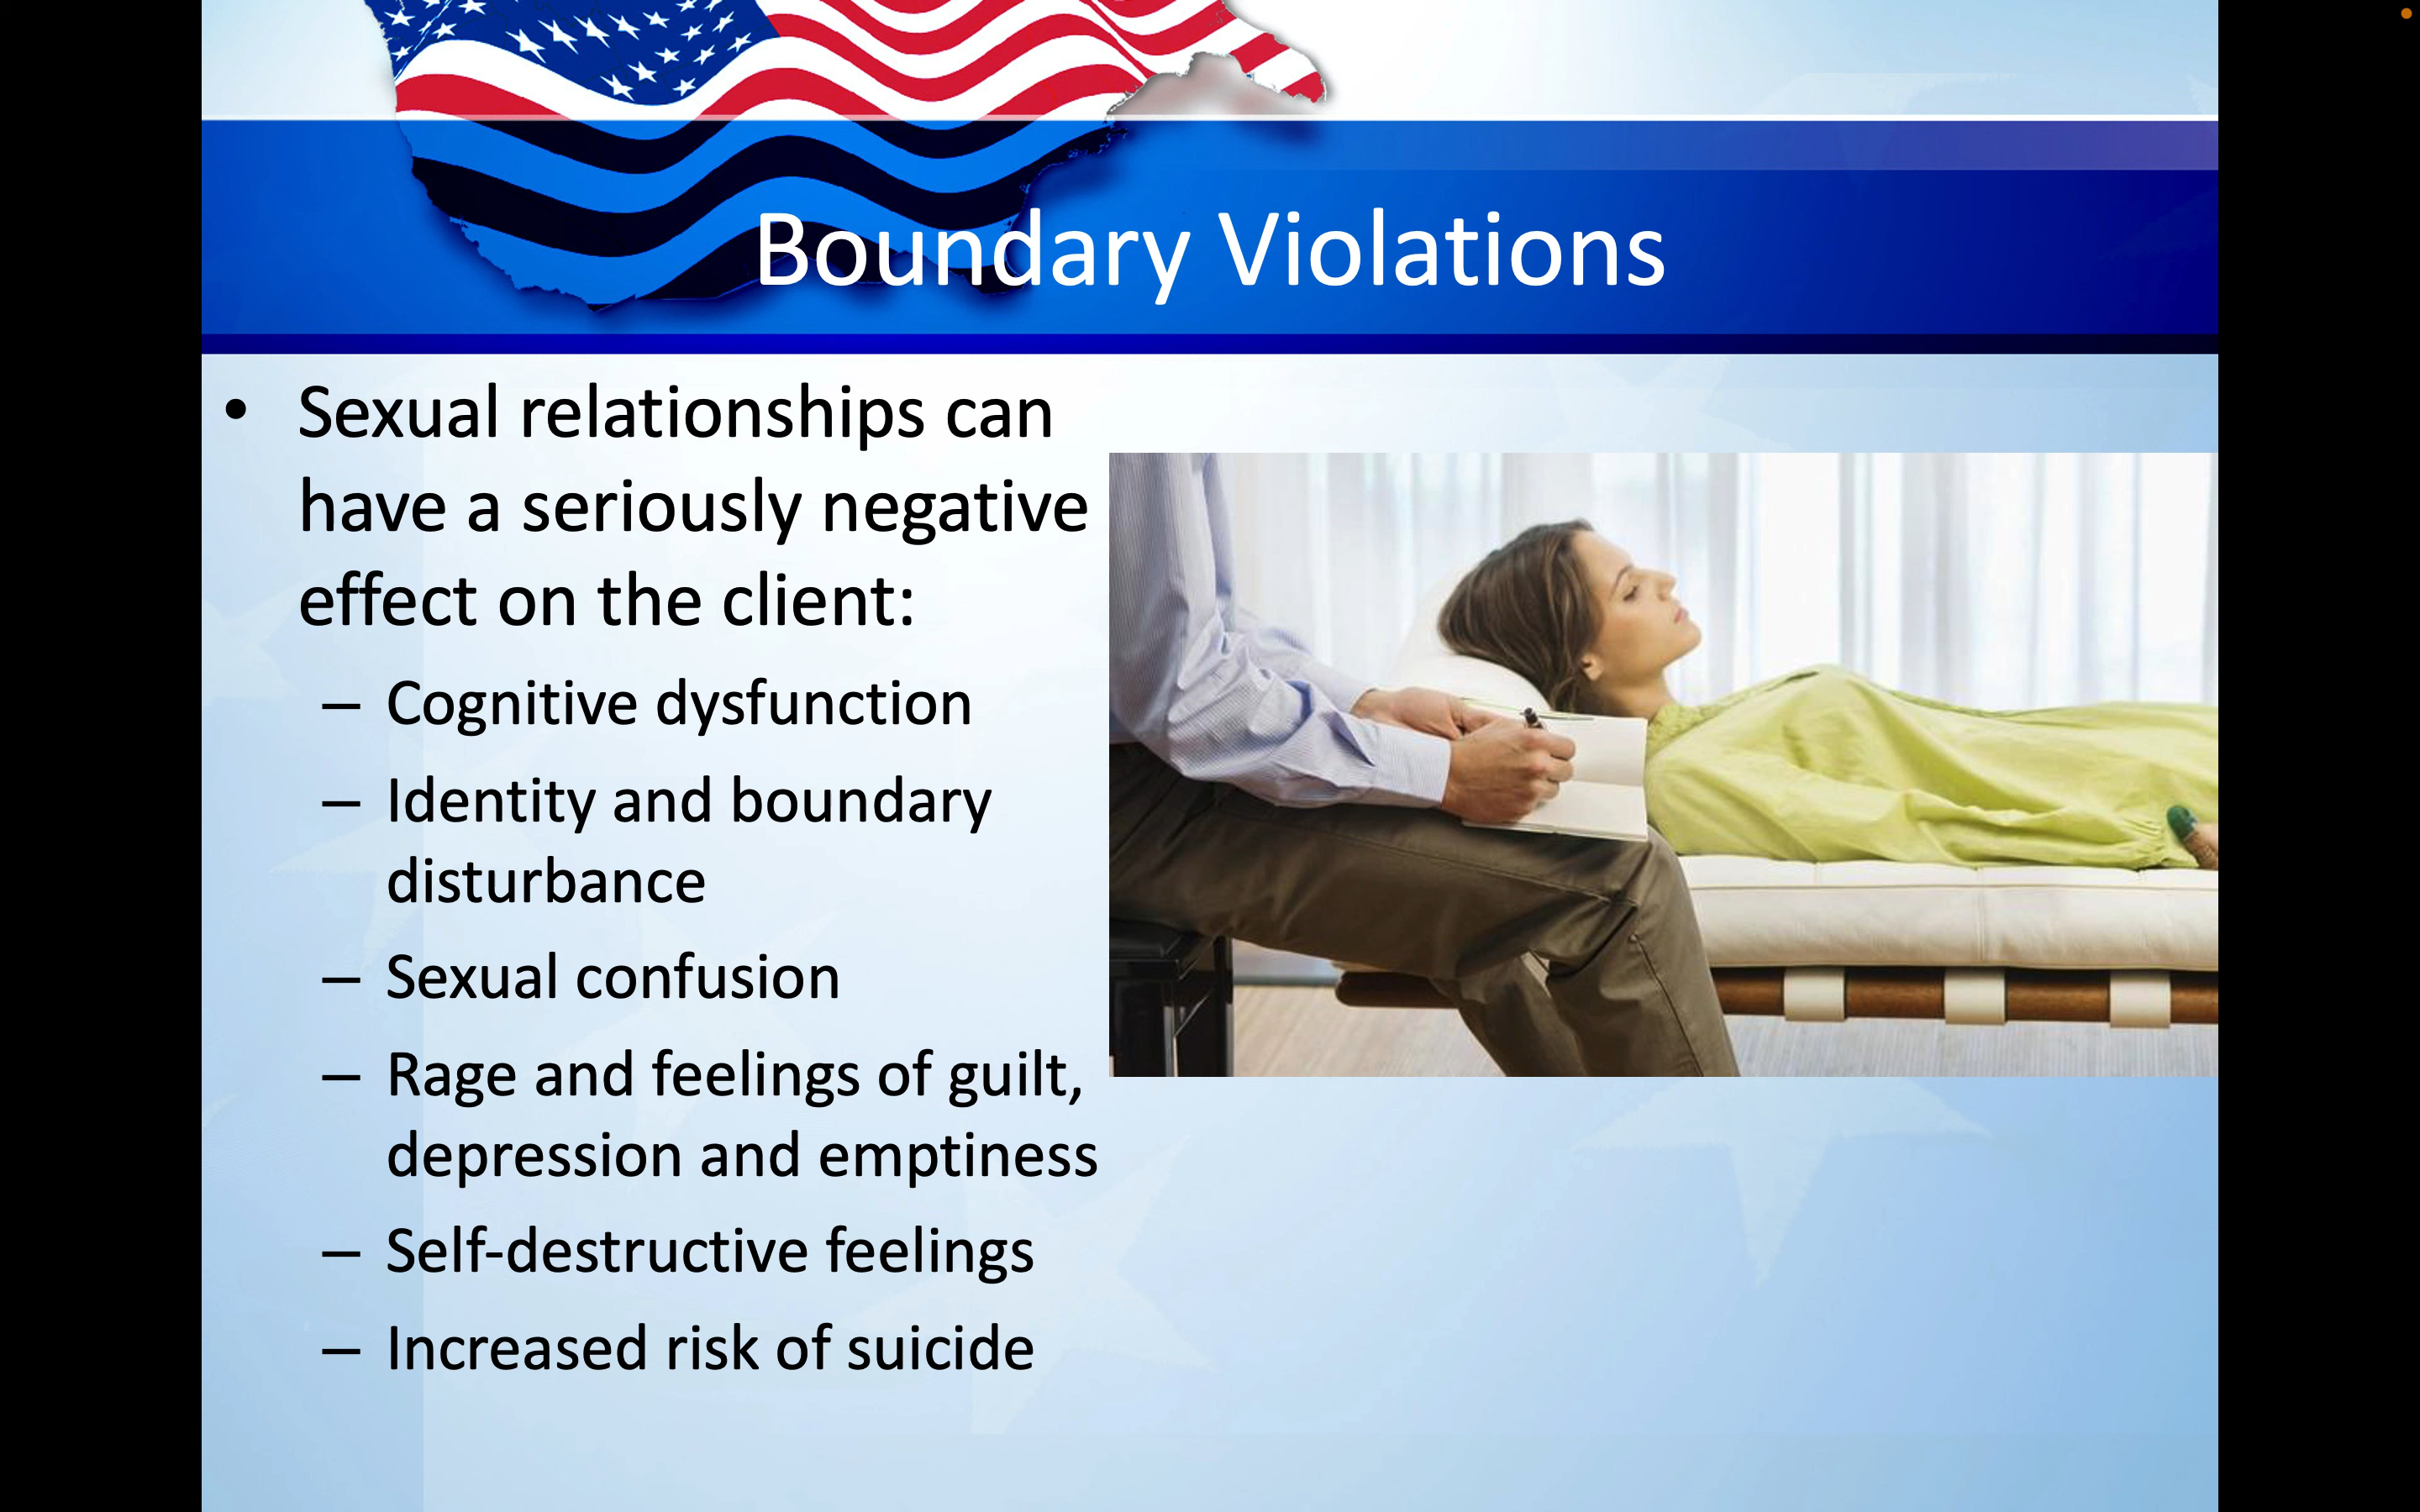 Boundary Violations
• Sexual relationships can
have a seriously negative
effect on the client:
– Cognitive dysfunction
– Identity and boundary
disturbance
– Sexual confusion
– Rage and feelings of guilt,
depression and emptiness
– Self-destructive feelings
– Increased risk of suicide